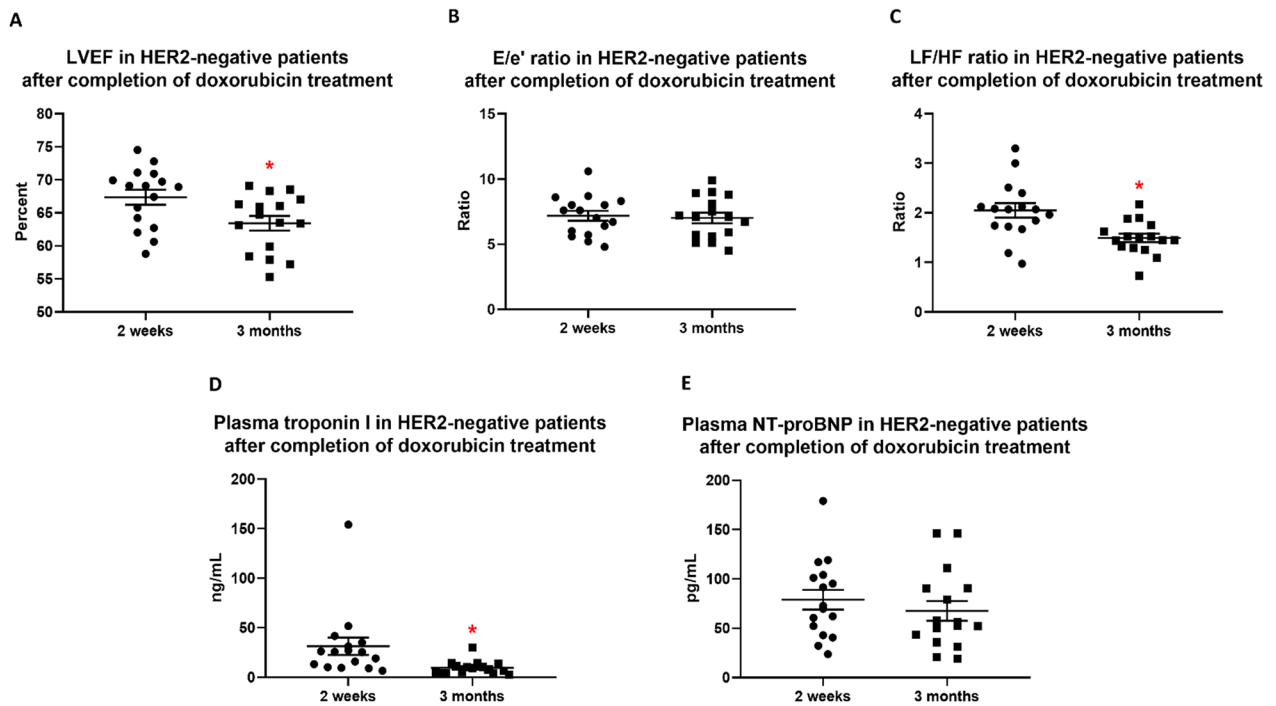 A
LVEF in HER2-negative patients
after completion of doxorubicin treatment
80
75
70
65
60
55
50
Percent
*
2 weeks
3 months
B
E/e' ratio in HER2-negative patients
after completion of doxorubicin treatment
15
10
5
0
Ratio
2 weeks
3 months
C
LF/HF ratio in HER2-negative patients
after completion of doxorubicin treatment
4
3
2
1
0
Ratio
*
2 weeks
3 months
D
Plasma troponin I in HER2-negative patients
after completion of doxorubicin treatment
200
150
100
50
0
ng/mL
*
2 weeks
3 months
E
Plasma NT-proBNP in HER2-negative patients
after completion of doxorubicin treatment
200
150
100
50
0
pg/mL
2 weeks
3 months